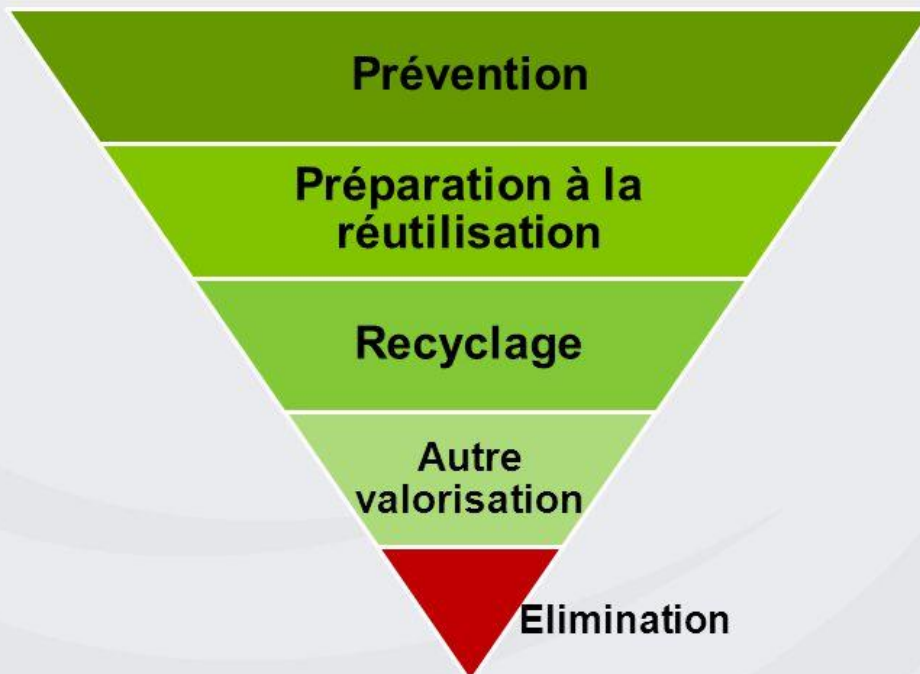 Prévention
Préparation à la
réutilisation
Recyclage
Autre
valorisation
Elimination